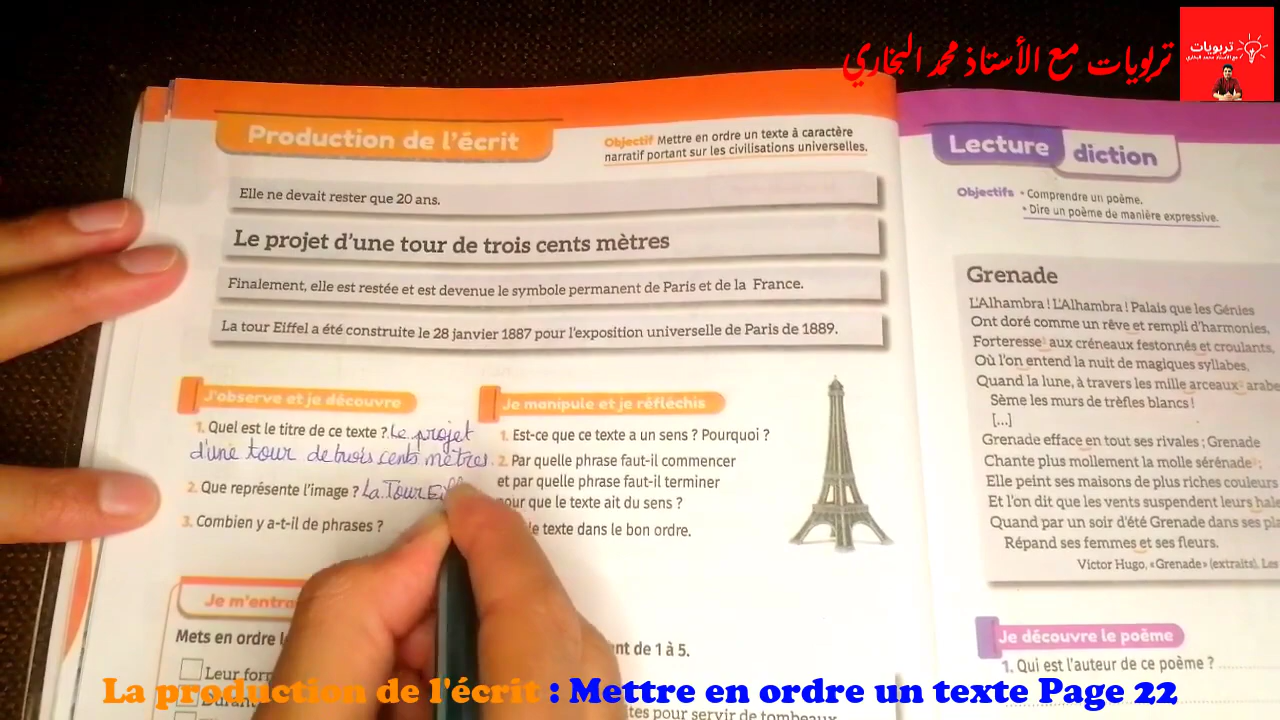 تربويات مع الأستاذ محمد البخاري
تربويات
مع الأستاذ محمد البخاري
Production de l'écrit
Objectif Mettre en ordre un texte à caractère
narratif portant sur les civilisations universelles.
Elle ne devait rester que 20 ans.
Le projet d'une tour de trois cents mètres
Finalement, elle est restée et est devenue le symbole permanent de Paris et de la France.
La tour Eiffel a été construite le 28 janvier 1887 pour l'exposition universelle de Paris de 1889.
J'observe et je découvre
1. Quel est le titre de ce texte ? Le projet
d'une tour de trois cents mètres.
2. Que représente l'image ? La Tour Eiff
3. Combien y a-t-il de phrases ?
Je manipule et je réfléchis
1. Est-ce que ce texte a un sens ? Pourquoi ?
2. Par quelle phrase faut-il commencer
et par quelle phrase faut-il terminer
pour que le texte ait du sens ?
le texte dans le bon ordre.
Je m'entra
Mets en ordre l
nt de 1 à 5.
Leur for
Durant
tes pour servir de tombeaux
Lecture diction
Objectifs • Comprendre un poème.
• Dire un poème de manière expressive.
Grenade
L'Alhambra ! L'Alhambra ! Palais que les Génies
Ont doré comme un rêve et rempli d'harmonies,
Forteresse¹ aux créneaux festonnés et croulants,
Où l'on entend la nuit de magiques syllabes,
Quand la lune, à travers les mille arceaux² arabe
Sème les murs de trèfles blancs !
[...]
Grenade efface en tout ses rivales ; Grenade
Chante plus mollement la molle sérénade³ ;
Elle peint ses maisons de plus riches couleurs
Et l'on dit que les vents suspendent leurs hale
Quand par un soir d'été Grenade dans ses pla
Répand ses femmes et ses fleurs.
Victor Hugo, «Grenade» (extraits), Les
Je découvre le poème
1. Qui est l'auteur de ce poème ?
La production de l'écrit : Mettre en ordre un texte Page 22